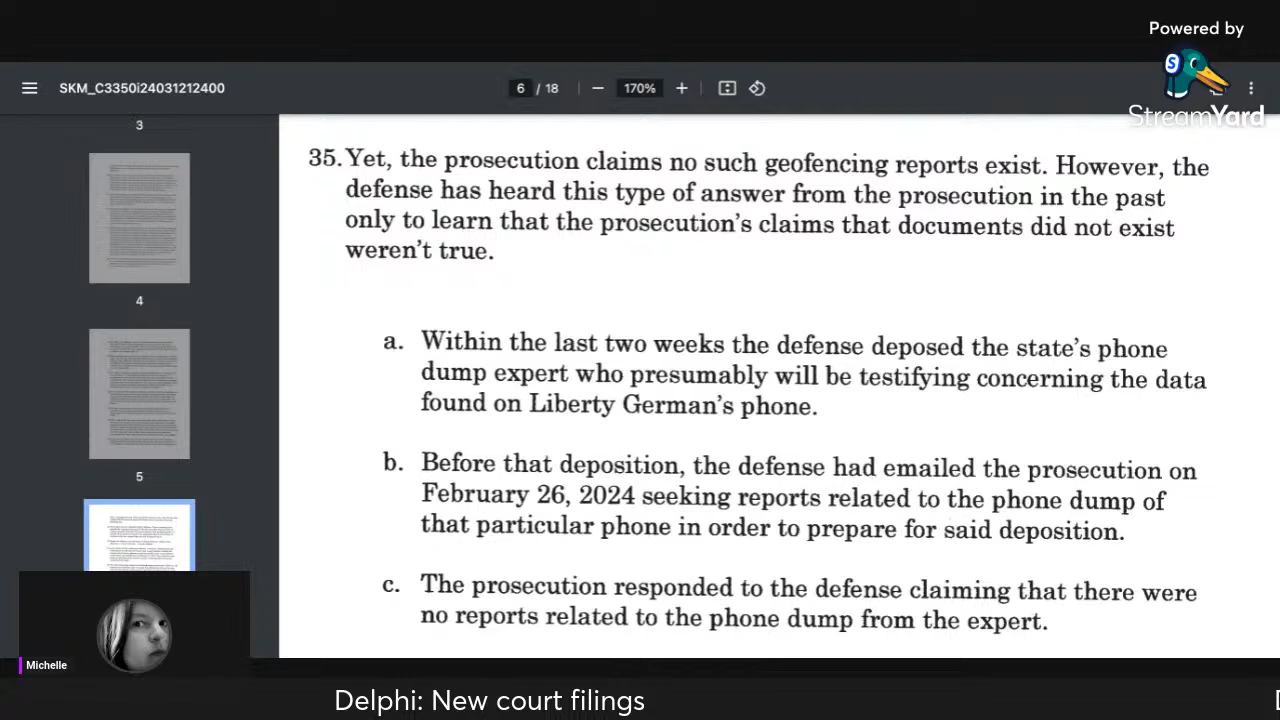 Powered by
StreamYard
SKM_C3350i24031212400
6 / 18
170%
3
4
5
35. Yet, the prosecution claims no such geofencing reports exist. However, the
defense has heard this type of answer from the prosecution in the past
only to learn that the prosecution's claims that documents did not exist
weren't true.
a. Within the last two weeks the defense deposed the state's phone
dump expert who presumably will be testifying concerning the data
found on Liberty German's phone.
b. Before that deposition, the defense had emailed the prosecution on
February 26, 2024 seeking reports related to the phone dump of
that particular phone in order to prepare for said deposition.
c. The prosecution responded to the defense claiming that there were
no reports related to the phone dump from the expert.
Michelle
Delphi: New court filings